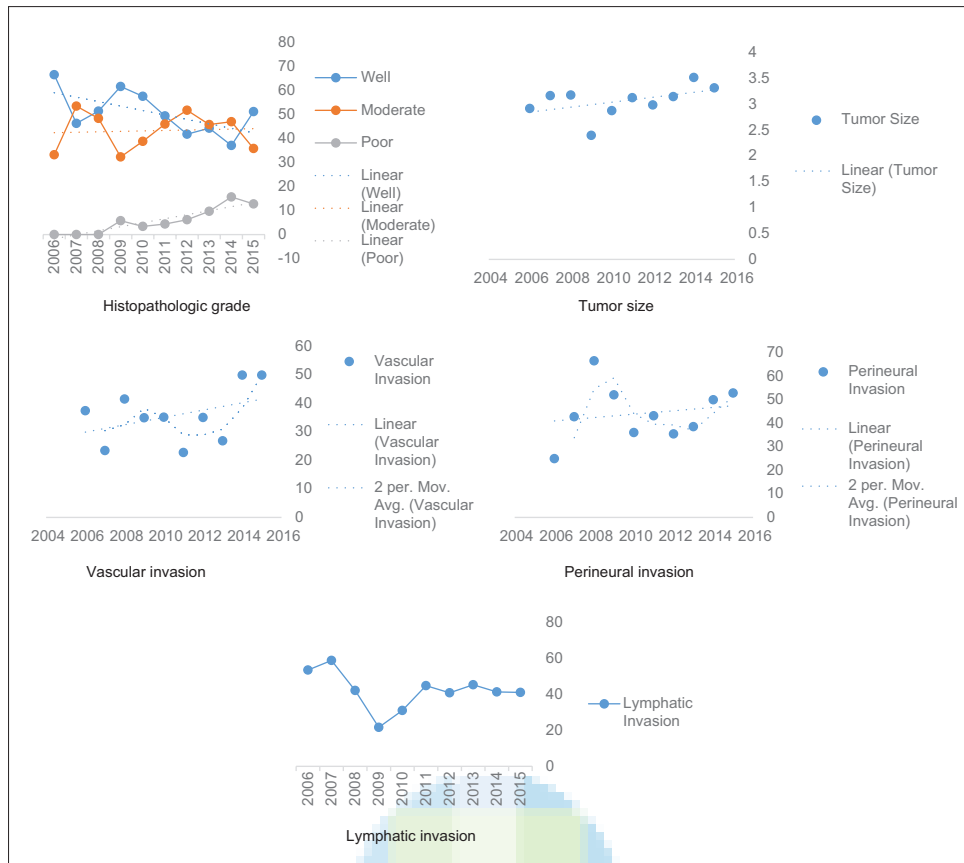 80
70
60
50
40
30
20
10
0
-10
Well
Moderate
Poor
Linear
(Well)
Linear
(Moderate)
Linear
(Poor)
2006
2007
2008
2009
2010
2011
2012
2013
2014
2015
Histopathologic grade
4
3.5
3
2.5
2
1.5
1
0.5
0
Tumor Size
Linear (Tumor
Size)
2004 2006 2008 2010 2012 2014 2016
Tumor size
60
50
40
30
20
10
0
Vascular
Invasion
Linear
(Vascular
Invasion)
2 per. Mov.
Avg. (Vascular
Invasion)
2004 2006 2008 2010 2012 2014 2016
Vascular invasion
70
60
50
40
30
20
10
0
Perineural
Invasion
Linear
(Perineural
Invasion)
2 per. Mov.
Avg. (Perineural
Invasion)
2004 2006 2008 2010 2012 2014 2016
Perineural invasion
80
60
40
20
0
Lymphatic
Invasion
2006
2007
2008
2009
2010
2011
2012
2013
2014
2015
Lymphatic invasion